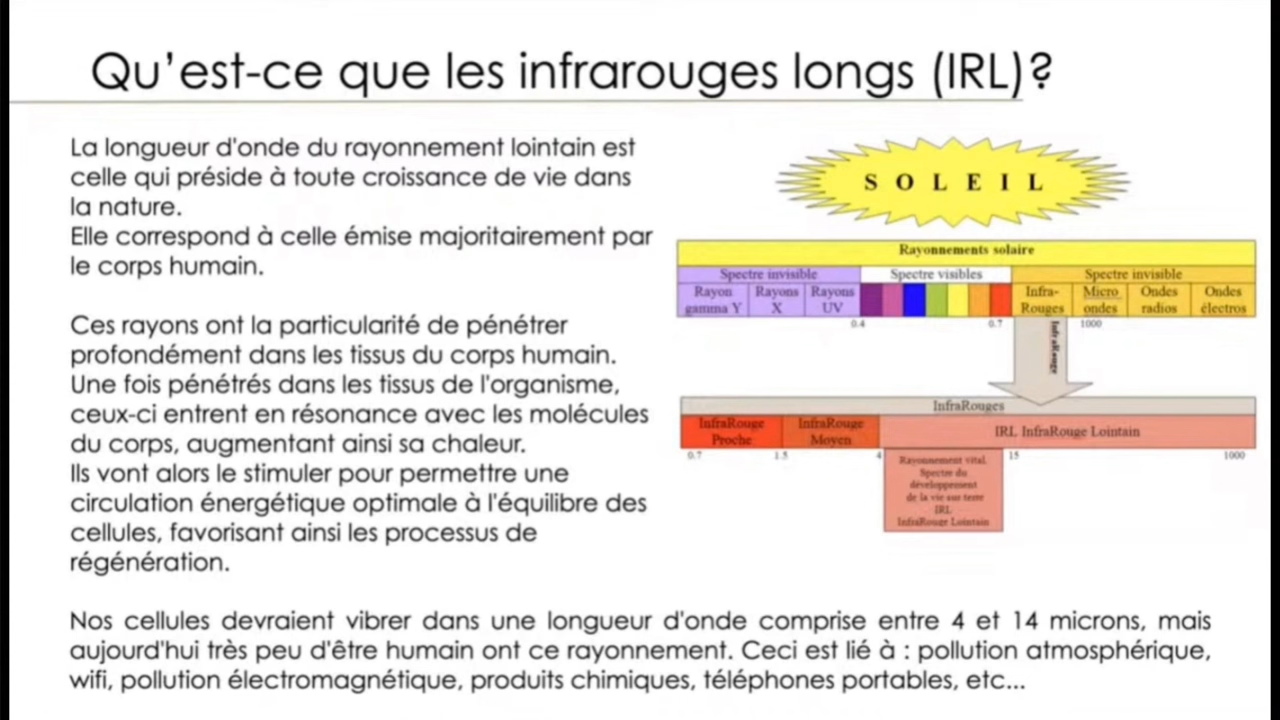 Qu'est-ce que les infrarouges longs (IRL)?
La longueur d'onde du rayonnement lointain est
celle qui préside à toute croissance de vie dans
la nature.
Elle correspond à celle émise majoritairement par
le corps humain.
Ces rayons ont la particularité de pénétrer
profondément dans les tissus du corps humain.
Une fois pénétrés dans les tissus de l'organisme,
ceux-ci entrent en résonance avec les molécules
du corps, augmentant ainsi sa chaleur.
Ils vont alors le stimuler pour permettre une
circulation énergétique optimale à l'équilibre des
cellules, favorisant ainsi les processus de
régénération.
SOLEIL
Rayonnements solaire
Spectre invisible Spectre visibles Spectre invisible
Rayon gamma Y
Rayons X
Rayons UV
Infra-Rouges
Micro ondes
Ondes radios
Ondes électros
0.4 0.7 1000
InfraRouge
InfraRouges
InfraRouge Proche
InfraRouge Moyen
IRL InfraRouge Lointain
0.7 1.5 4 15 1000
Rayonnement vital.
Spectre du
développement
de la vie sur terre
IRL
InfraRouge Lointain
Nos cellules devraient vibrer dans une longueur d'onde comprise entre 4 et 14 microns, mais
aujourd'hui très peu d'être humain ont ce rayonnement. Ceci est lié à : pollution atmosphérique,
wifi, pollution électromagnétique, produits chimiques, téléphones portables, etc...